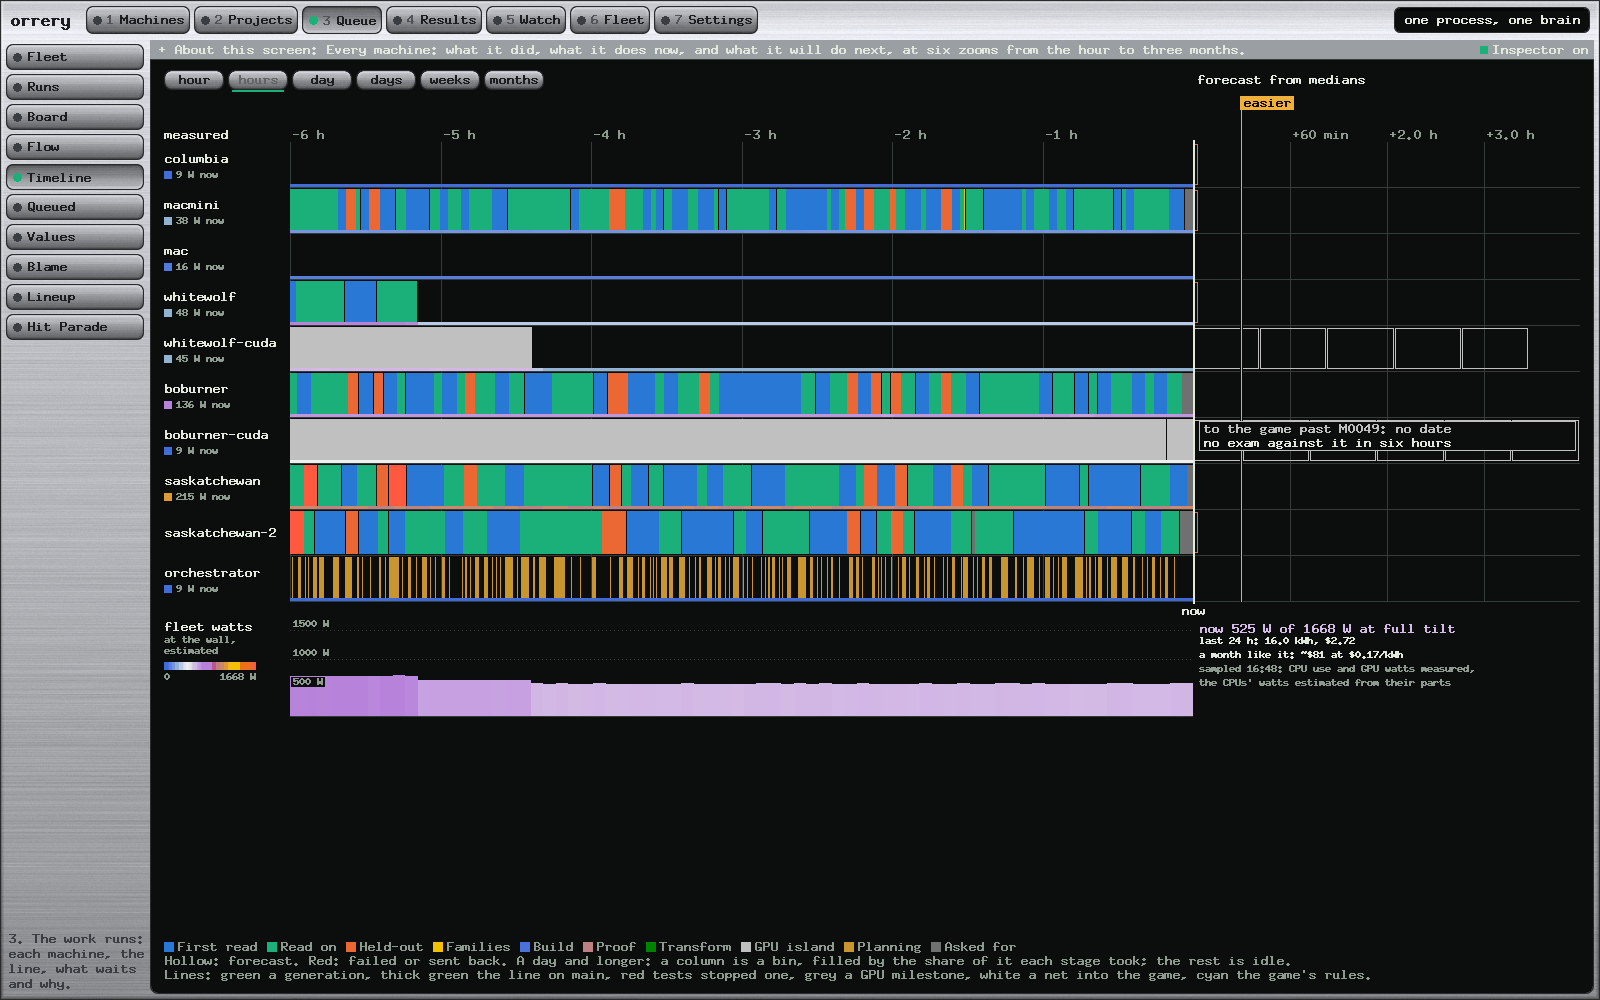 orrery
1 Machines
2 Projects
3 Queue
4 Results
5 Watch
6 Fleet
7 Settings
one process, one brain
Fleet
Runs
Board
Flow
Timeline
Queued
Values
Blame
Lineup
Hit Parade
3. The work runs:
each machine, the
line, what waits
and why.
+ About this screen: Every machine: what it did, what it does now, and what it will do next, at six zooms from the hour to three months.
Inspector on
hour
hours
day
days
weeks
months
forecast from medians
easier
measured
-6 h
-5 h
-4 h
-3 h
-2 h
-1 h
+60 min
+2.0 h
+3.0 h
columbia
9 W now
macmini
38 W now
mac
16 W now
whitewolf
48 W now
whitewolf-cuda
45 W now
boburner
136 W now
boburner-cuda
9 W now
to the game past M0049: no date
no exam against it in six hours
saskatchewan
215 W now
saskatchewan-2
orchestrator
9 W now
now
fleet watts
at the wall,
estimated
0
1668 W
1500 W
1000 W
500 W
now 525 W of 1668 W at full tilt
last 24 h: 16.0 kWh, $2.72
a month like it: ~$81 at $0.17/kWh
sampled 16:48: CPU use and GPU watts measured,
the CPUs' watts estimated from their parts
First read
Read on
Held-out
Families
Build
Proof
Transform
GPU island
Planning
Asked for
Hollow: forecast. Red: failed or sent back. A day and longer: a column is a bin, filled by the share of it each stage took; the rest is idle.
Lines: green a generation, thick green the line on main, red tests stopped one, grey a GPU milestone, white a net into the game, cyan the game's rules.